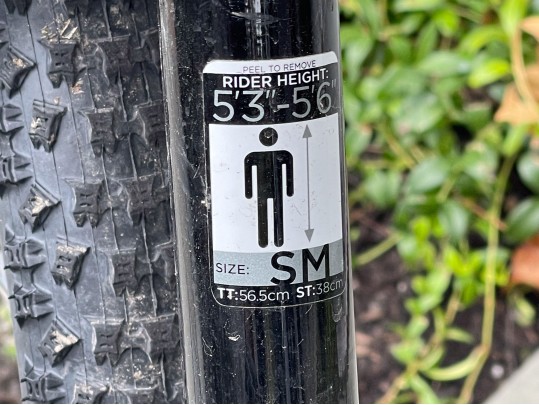 PEEL TO REMOVE
RIDER HEIGHT:
5'3"-5'6"
SIZE: SM
TT:56.5cm ST:38cm